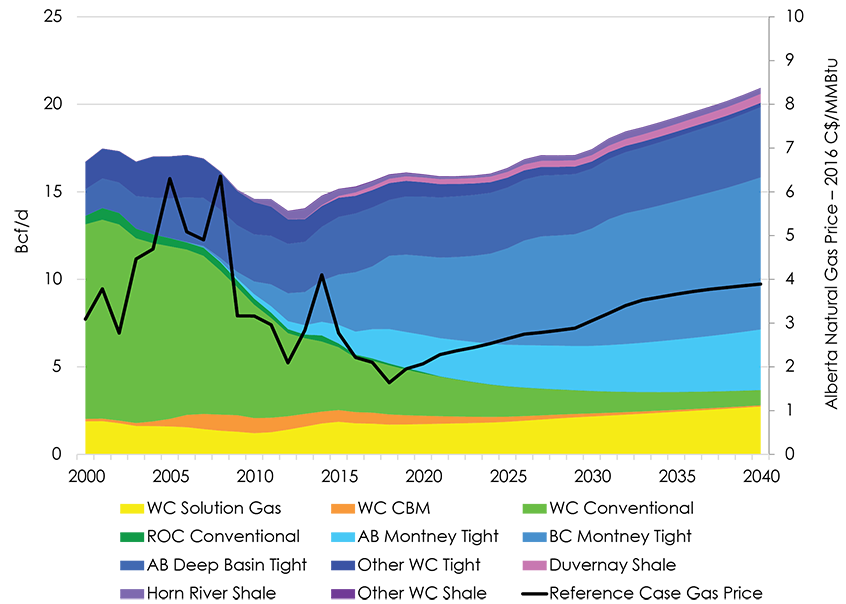 25
20
15
10
5
0
Bcf/d
10
9
8
7
6
5
4
3
2
1
0
Alberta Natural Gas Price – 2016 C$/MMBtu
2000 2005 2010 2015 2020 2025 2030 2035 2040
WC Solution Gas WC CBM WC Conventional
ROC Conventional AB Montney Tight BC Montney Tight
AB Deep Basin Tight Other WC Tight Duvernay Shale
Horn River Shale Other WC Shale Reference Case Gas Price